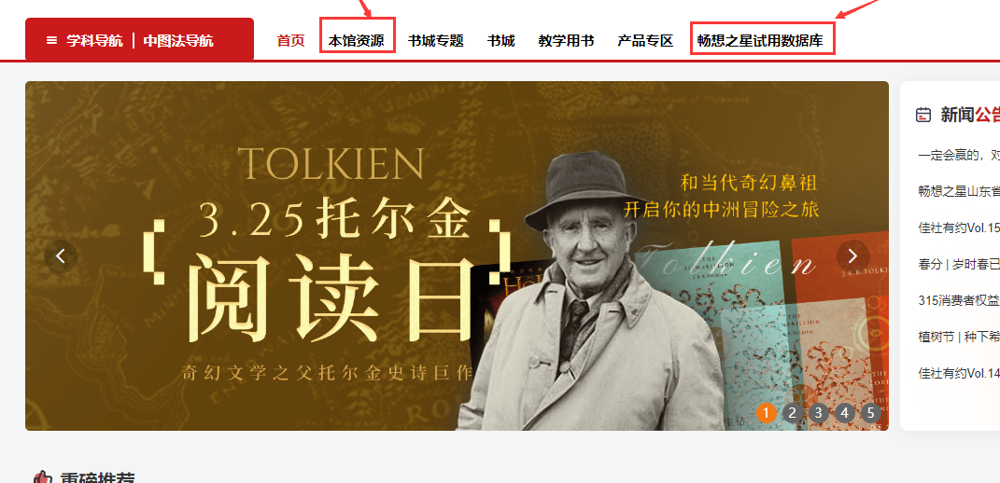 学科导航 | 中图法导航
首页 本馆资源 书城专题 书城 教学用书 产品专区 畅想之星试用数据库
TOLKIEN
3.25托尔金
阅读日
奇幻文学之父托尔金史诗巨作
和当代奇幻鼻祖
开启你的中洲冒险之旅
Tolkien
THE
SILMARILLION
J.R.R.TOLKIEN
1 2 3 4 5
新闻公告
一定会赢的，对
畅想之星山东省
佳社有约Vol.15
春分 | 岁时春已
315消费者权益
植树节 | 种下希
佳社有约Vol.14
重磅推荐